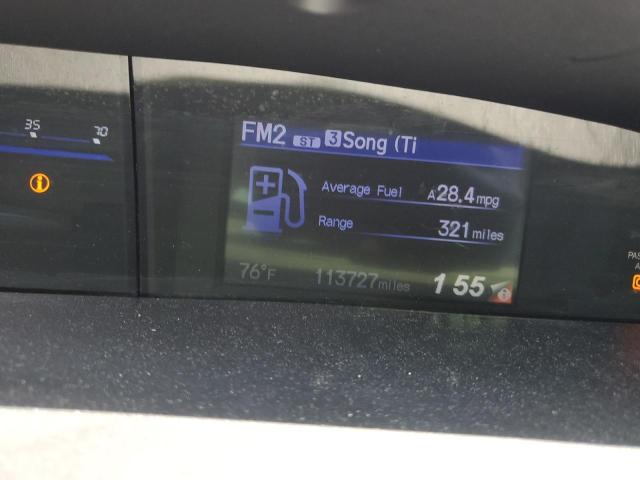 35 70
FM2 ST 3 Song (Ti
Average Fuel A 28.4 mpg
Range 321 miles
76°F 113727 miles 1 55
PAS
A